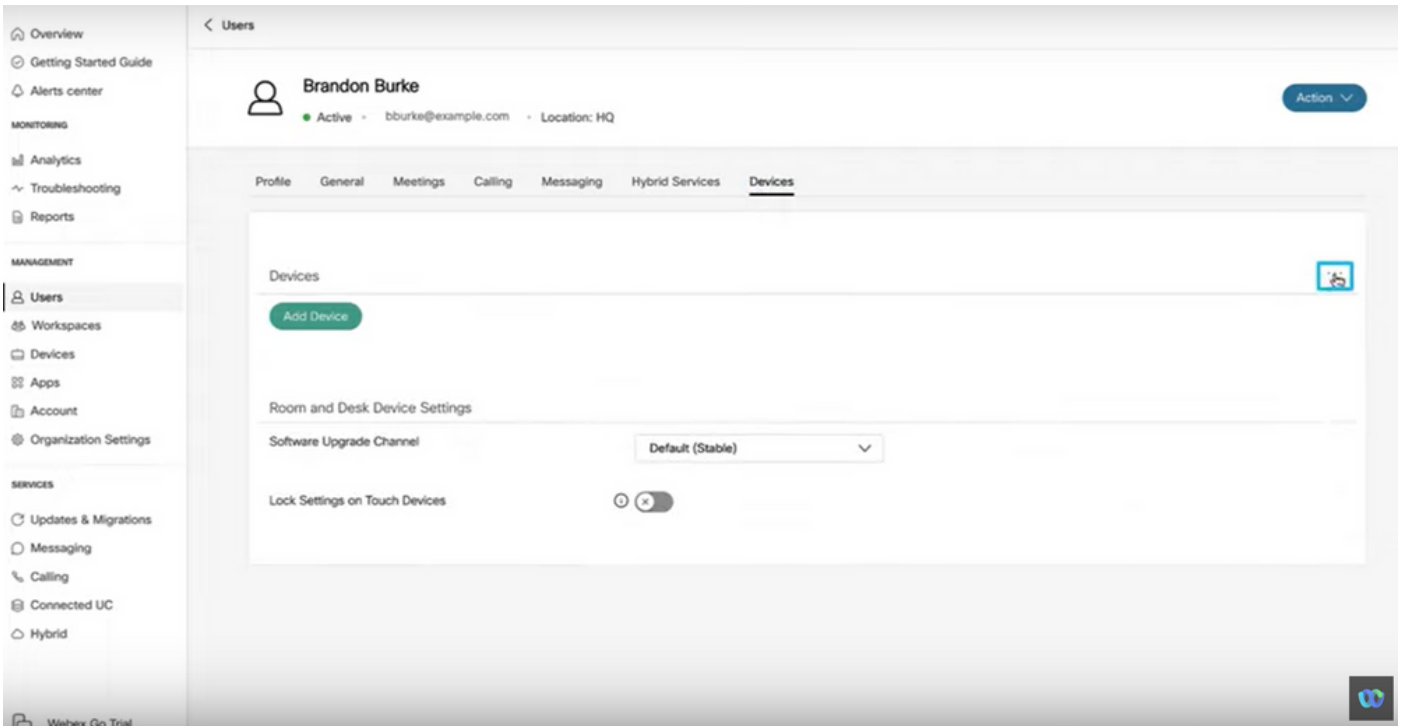 Overview
Getting Started Guide
Alerts center
MONITORING
Analytics
Troubleshooting
Reports
MANAGEMENT
Users
Workspaces
Devices
Apps
Account
Organization Settings
SERVICES
Updates & Migrations
Messaging
Calling
Connected UC
Hybrid
Webex Go Trial
Users
Brandon Burke
Active - bburke@example.com - Location: HQ
Action
Profile General Meetings Calling Messaging Hybrid Services Devices
Devices
Add Device
Room and Desk Device Settings
Software Upgrade Channel Default (Stable)
Lock Settings on Touch Devices